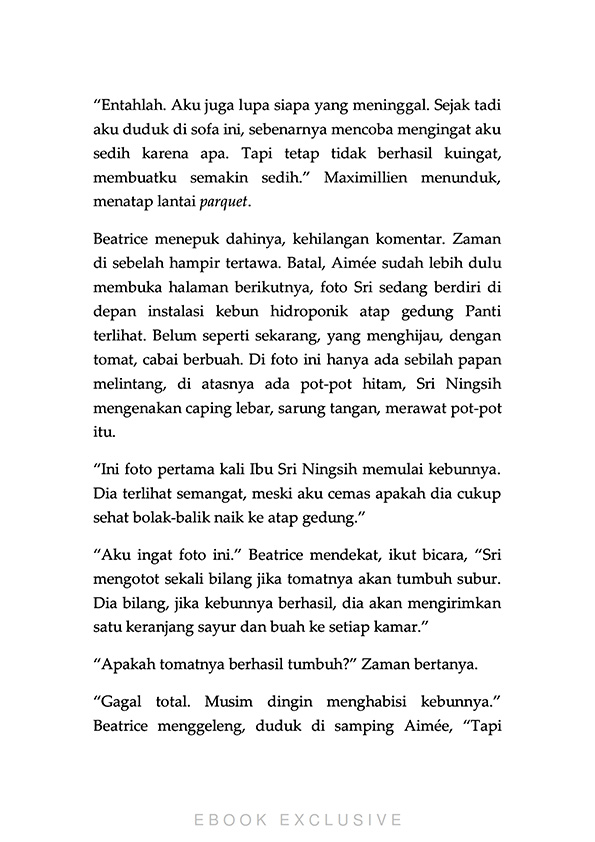 “Entahlah. Aku juga lupa siapa yang meninggal. Sejak tadi
aku duduk di sofa ini, sebenarnya mencoba mengingat aku
sedih karena apa. Tapi tetap tidak berhasil kuingat,
membuatku semakin sedih.” Maximillien menunduk,
menatap lantai parquet.
Beatrice menepuk dahinya, kehilangan komentar. Zaman
di sebelah hampir tertawa. Batal, Aimée sudah lebih dulu
membuka halaman berikutnya, foto Sri sedang berdiri di
depan instalasi kebun hidroponik atap gedung Panti
terlihat. Belum seperti sekarang, yang menghijau, dengan
tomat, cabai berbuah. Di foto ini hanya ada sebilah papan
melintang, di atasnya ada pot-pot hitam, Sri Ningsih
mengenakan caping lebar, sarung tangan, merawat pot-pot
itu.
“Ini foto pertama kali Ibu Sri Ningsih memulai kebunnya.
Dia terlihat semangat, meski aku cemas apakah dia cukup
sehat bolak-balik naik ke atap gedung.”
“Aku ingat foto ini.” Beatrice mendekat, ikut bicara, “Sri
mengotot sekali bilang jika tomatnya akan tumbuh subur.
Dia bilang, jika kebunnya berhasil, dia akan mengirimkan
satu keranjang sayur dan buah ke setiap kamar.”
“Apakah tomatnya berhasil tumbuh?” Zaman bertanya.
“Gagal total. Musim dingin menghabisi kebunnya.”
Beatrice menggeleng, duduk di samping Aimée, “Tapi
EBOOK EXCLUSIVE